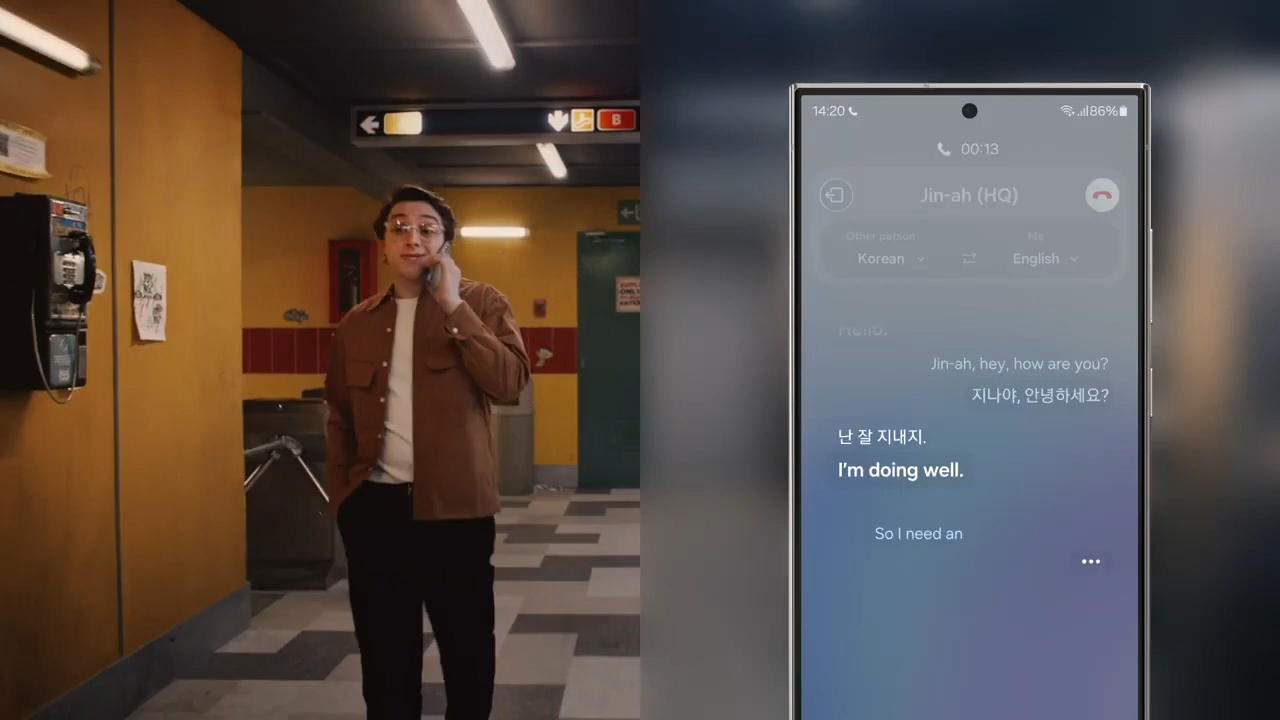 B
14:20
86%
00:13
Jin-ah (HQ)
Other person
Me
Korean
English
Hello.
Jin-ah, hey, how are you?
지나야, 안녕하세요?
난 잘 지내지.
I'm doing well.
So I need an
•••